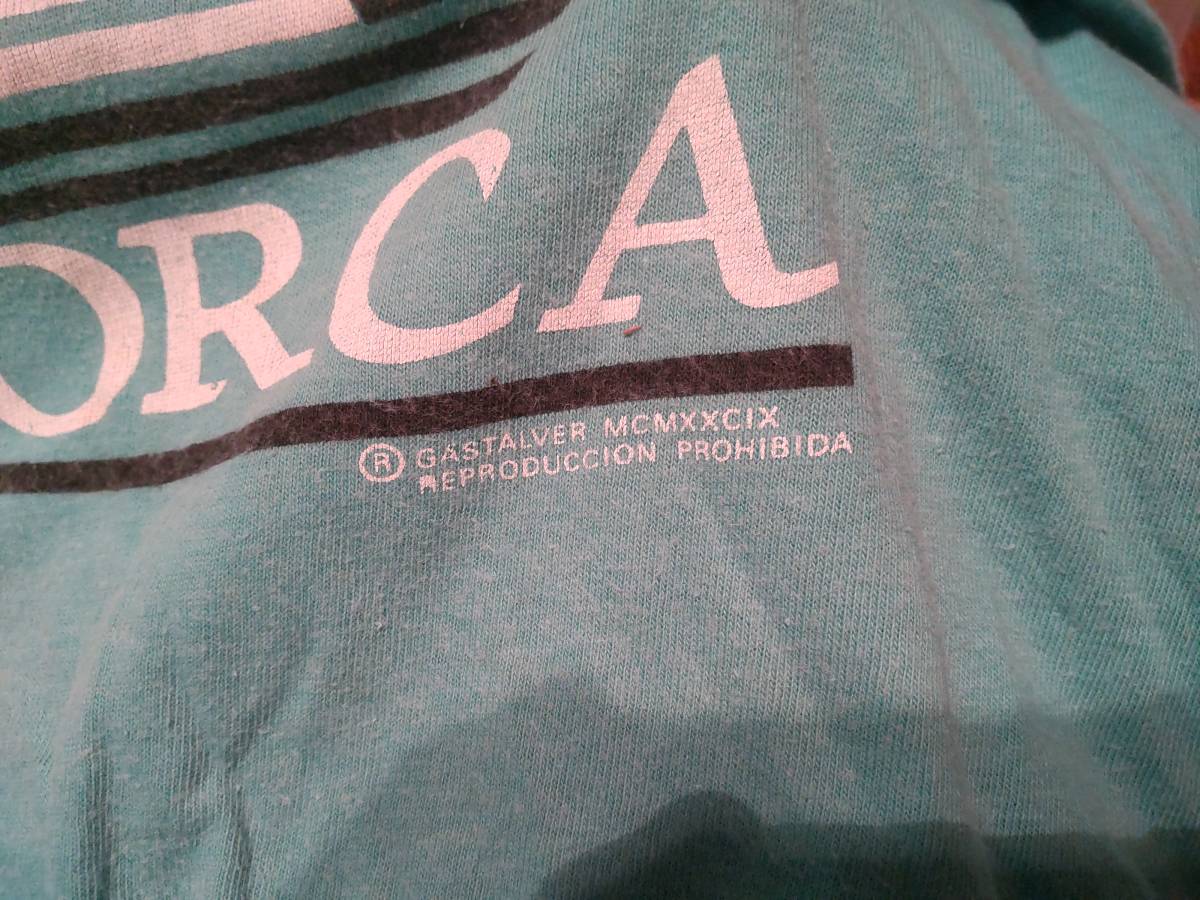 ORCA
® GASTALVER MCMXXCIX
REPRODUCCION PROHIBIDA